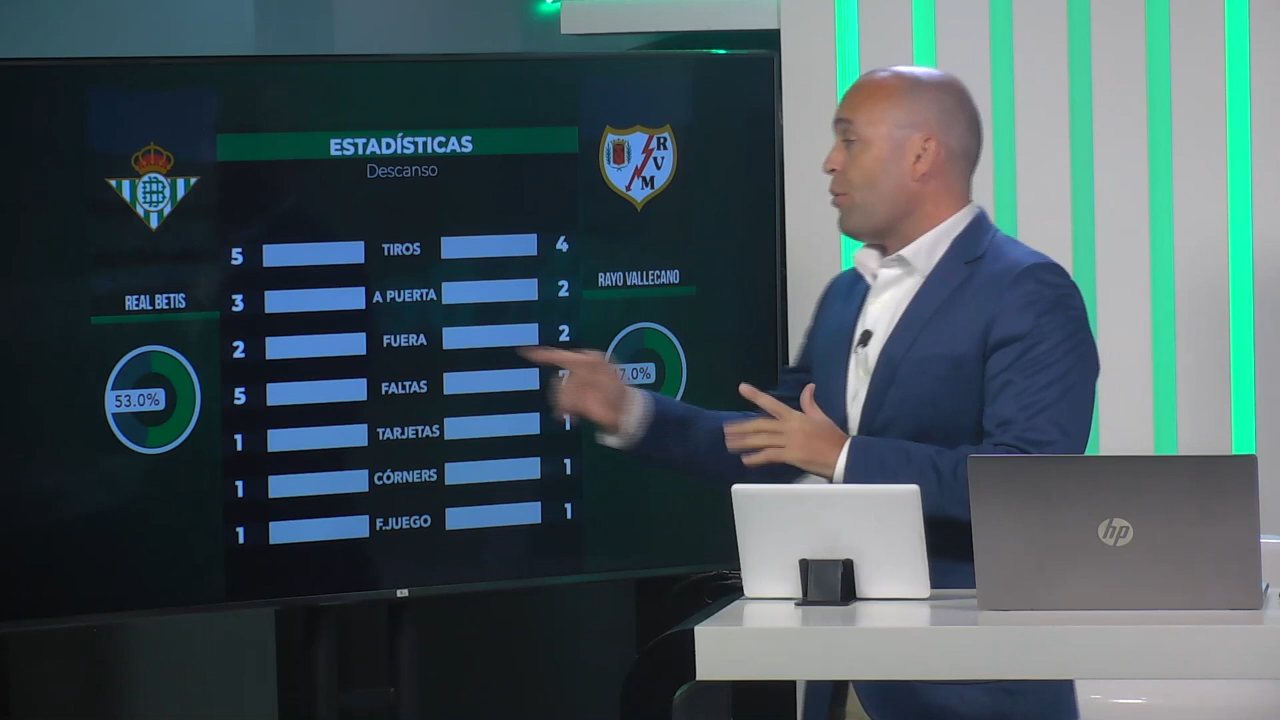 ESTADÍSTICAS
Descanso
RVM
5 TIROS 4
RAYO VALLECANO
REAL BETIS
3 A PUERTA 2
2 FUERA 2
53.0%
5 FALTAS
1 TARJETAS 1
1 CÓRNERS 1
1 F.JUEGO 1
hp